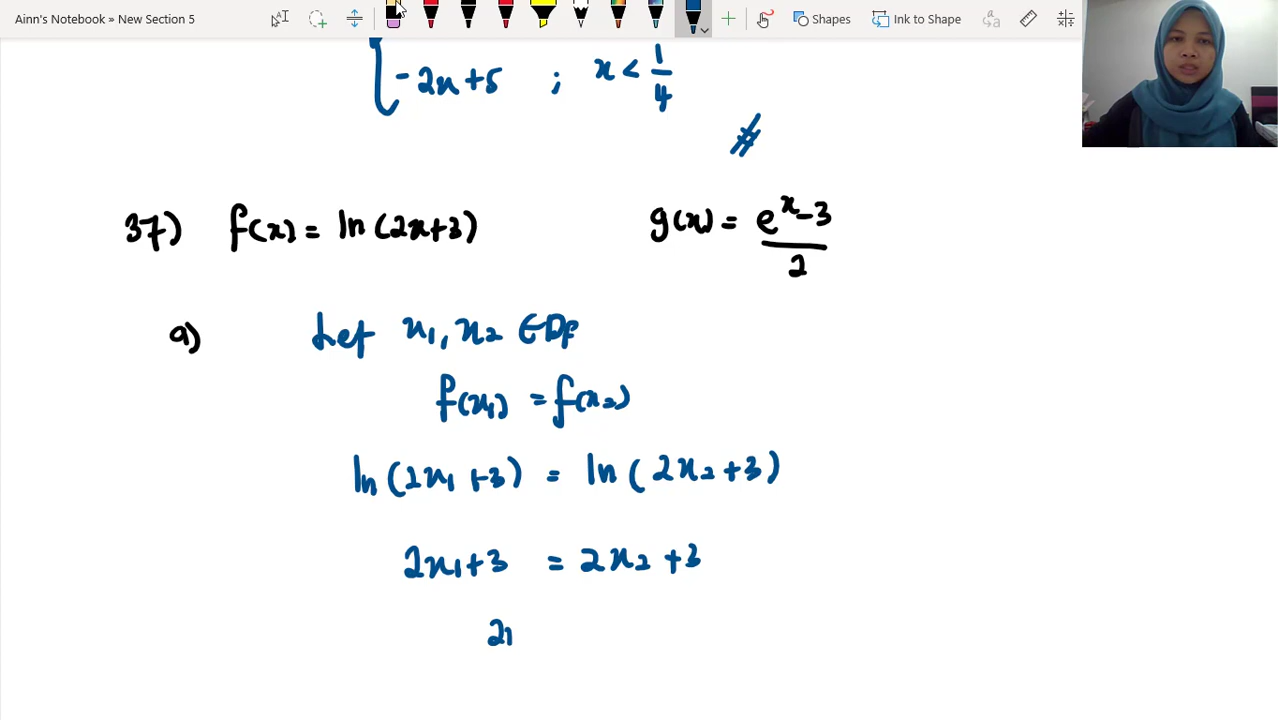 Ainn's Notebook » New Section 5
Shapes
Ink to Shape
-2x+5 ; x < 1/4
37) f(x) = ln(2x+3) g(x) = e^x-3 / 2
a) Let x₁, x₂ ∈ Df
f(x₁) = f(x₂)
ln(2x₁+3) = ln(2x₂+3)
2x₁+3 = 2x₂+3